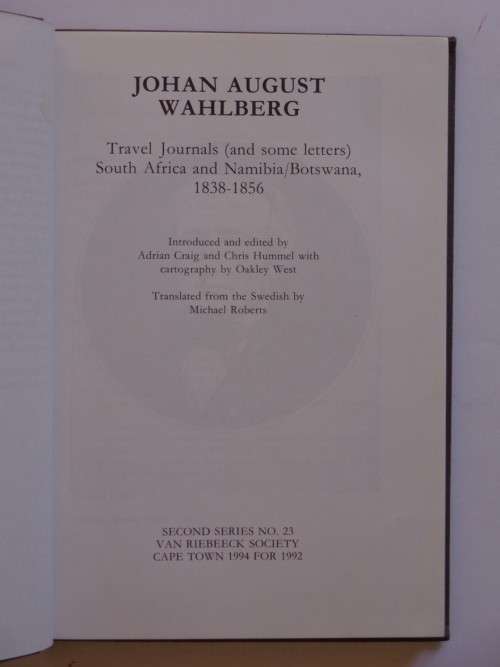 JOHAN AUGUST
WAHLBERG
Travel Journals (and some letters)
South Africa and Namibia/Botswana,
1838-1856
Introduced and edited by
Adrian Craig and Chris Hummel with
cartography by Oakley West
Translated from the Swedish by
Michael Roberts
SECOND SERIES NO. 23
VAN RIEBEECK SOCIETY
CAPE TOWN 1994 FOR 1992